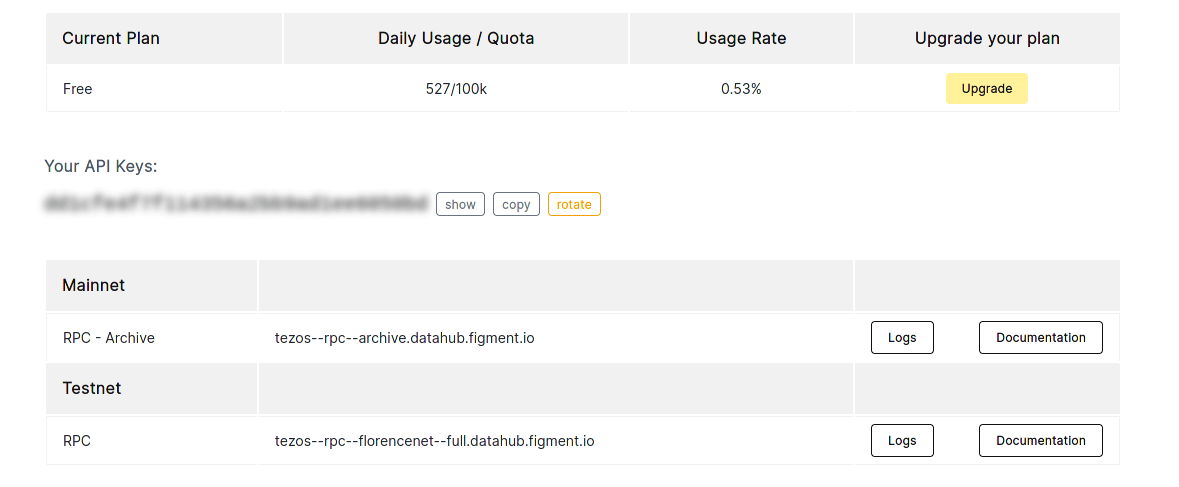 Current Plan Daily Usage / Quota Usage Rate Upgrade your plan
Free 527/100k 0.53% Upgrade
Your API Keys:
show copy rotate
Mainnet
RPC - Archive tezos--rpc--archive.datahub.figment.io Logs Documentation
Testnet
RPC tezos--rpc--florencenet--full.datahub.figment.io Logs Documentation